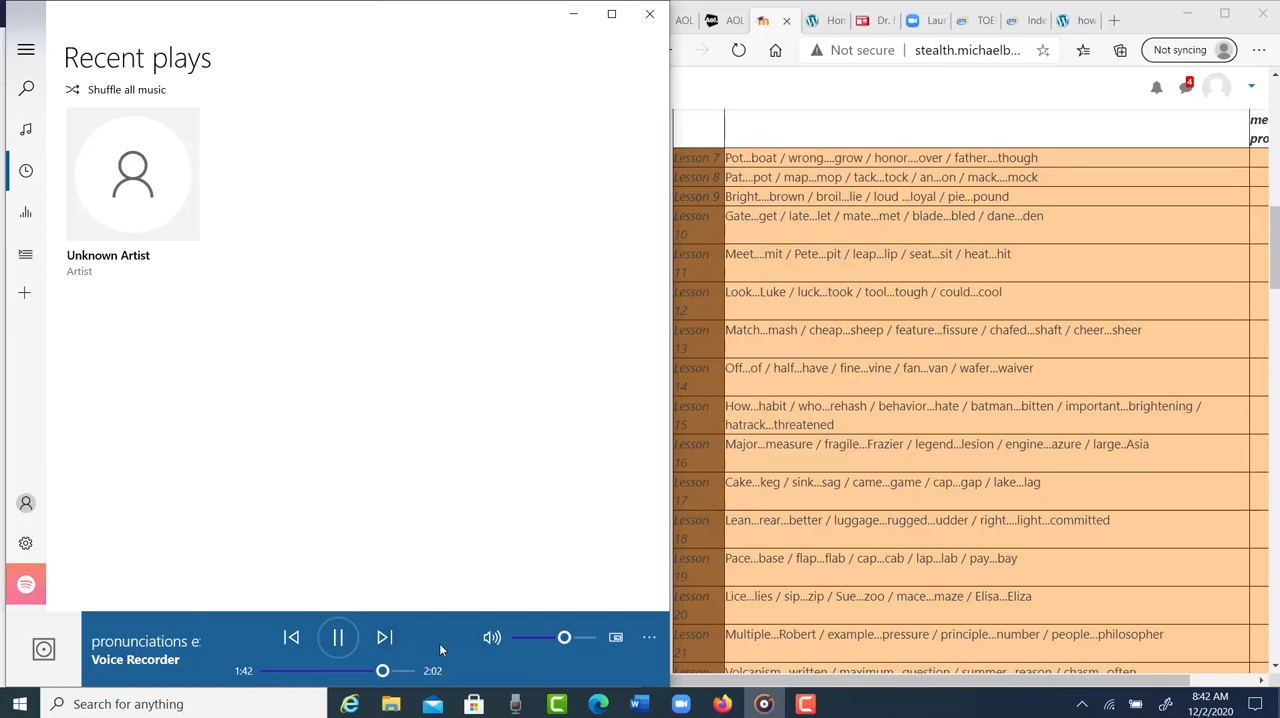 Recent plays
Shuffle all music
Unknown Artist
Artist
pronunciations e
Voice Recorder
1:42
2:02
AOL
AOL
Hor
Dr. I
Laur
TOE
Inde
how
Not secure
stealth.michaelb...
Not syncing
4
me
pro
Lesson 7 Pot...boat / wrong....grow / honor....over / father....though
Lesson 8 Pat....pot / map...mop / tack...tock / an...on / mack....mock
Lesson 9 Bright....brown / broil...lie / loud ...loyal / pie...pound
Lesson 10 Gate...get / late...let / mate...met / blade...bled / dane...den
Lesson 11 Meet....mit / Pete...pit / leap...lip / seat...sit / heat...hit
Lesson 12 Look...Luke / luck...took / tool...tough / could...cool
Lesson 13 Match...mash / cheap...sheep / feature...fissure / chafed...shaft / cheer...sheer
Lesson 14 Off...of / half...have / fine...vine / fan...van / wafer...waiver
Lesson 15 How...habit / who...rehash / behavior...hate / batman...bitten / important...brightening /
hatrack...threatened
Lesson 16 Major...measure / fragile...Frazier / legend...lesion / engine...azure / large..Asia
Lesson 17 Cake...keg / sink...sag / came...game / cap...gap / lake...lag
Lesson 18 Lean...rear...better / luggage...rugged...udder / right....light...committed
Lesson 19 Pace...base / flap...flab / cap...cab / lap...lab / pay...bay
Lesson 20 Lice...lies / sip...zip / Sue...zoo / mace...maze / Elisa...Eliza
Lesson 21 Multiple...Robert / example...pressure / principle...number / people...philosopher
Volcanism...written / maximum...question / summer...reason / charm...often
Search for anything
8:42 AM
12/2/2020